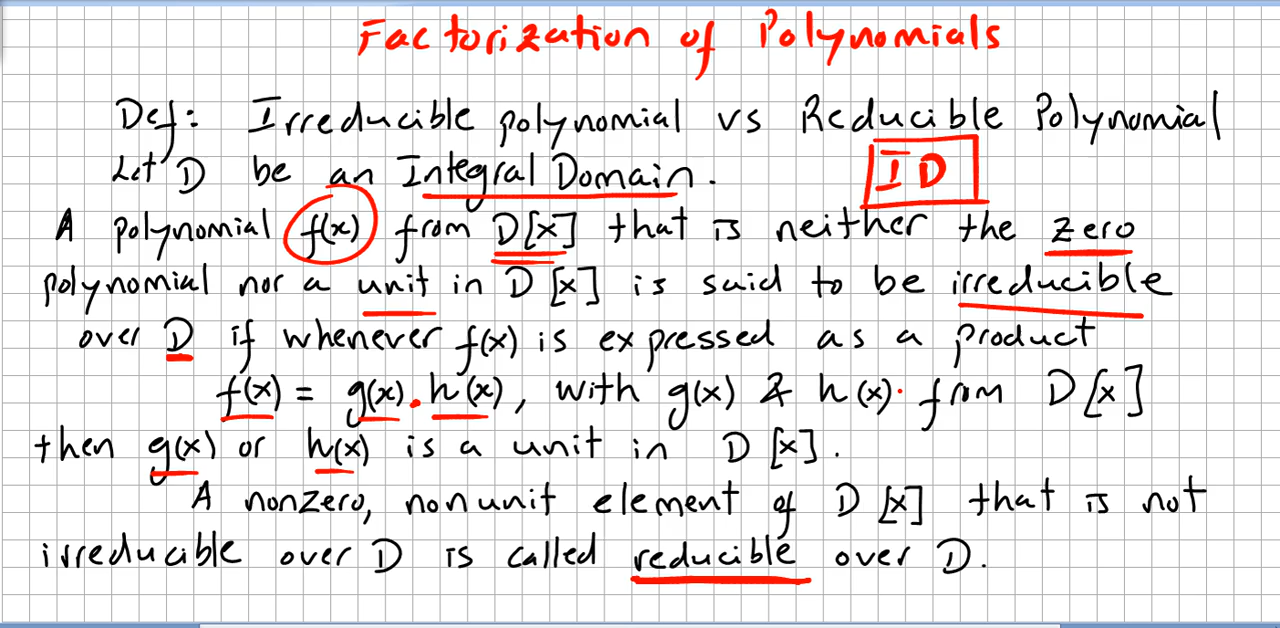 Factorization of Polynomials
Def: Irreducible polynomial vs Reducible Polynomial
Let D be an Integral Domain. ID
A polynomial f(x) from D[x] that is neither the zero
polynomial nor a unit in D[x] is said to be irreducible
over D if whenever f(x) is expressed as a product
f(x) = g(x) · h(x), with g(x) & h(x) from D[x]
then g(x) or h(x) is a unit in D[x].
A nonzero, nonunit element of D[x] that is not
irreducible over D is called reducible over D.